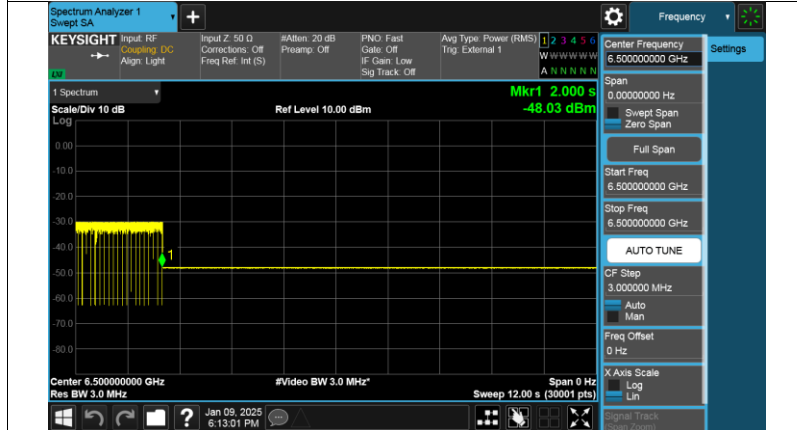 Spectrum Analyzer 1
Swept SA
+
Frequency
KEYSIGHT
Input: RF
Coupling: DC
Align: Light
Input Z: 50 Ω
Corrections: Off
Freq Ref: Int (S)
#Atten: 20 dB
Preamp: Off
PNO: Fast
Gate: Off
IF Gain: Low
Sig Track: Off
Avg Type: Power (RMS)
Trig: External 1
1 2 3 4 5 6
W W W W W W
A N N N N N
LXI
1 Spectrum
Scale/Div 10 dB
Log
Ref Level 10.00 dBm
Mkr1 2.000 s
-48.03 dBm
0.00
-10.0
-20.0
-30.0
-40.0
-50.0
-60.0
-70.0
-80.0
1
Center 6.500000000 GHz
Res BW 3.0 MHz
#Video BW 3.0 MHz*
Span 0 Hz
Sweep 12.00 s (30001 pts)
?
Jan 09, 2025
6:13:01 PM
Center Frequency
6.500000000 GHz
Settings
Span
0.00000000 Hz
Swept Span
Zero Span
Full Span
Start Freq
6.500000000 GHz
Stop Freq
6.500000000 GHz
AUTO TUNE
CF Step
3.000000 MHz
Auto
Man
Freq Offset
0 Hz
X Axis Scale
Log
Lin
Signal Track
(Span Zoom)